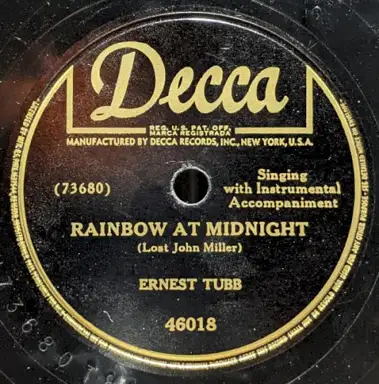 Decca
REG. U.S. PAT. OFF.
MARCA REGISTRADA
MANUFACTURED BY DECCA RECORDS, INC., NEW YORK, U.S.A.
(73680)
Singing
with Instrumental
Accompaniment
RAINBOW AT MIDNIGHT
(Lost John Miller)
ERNEST TUBB
46018